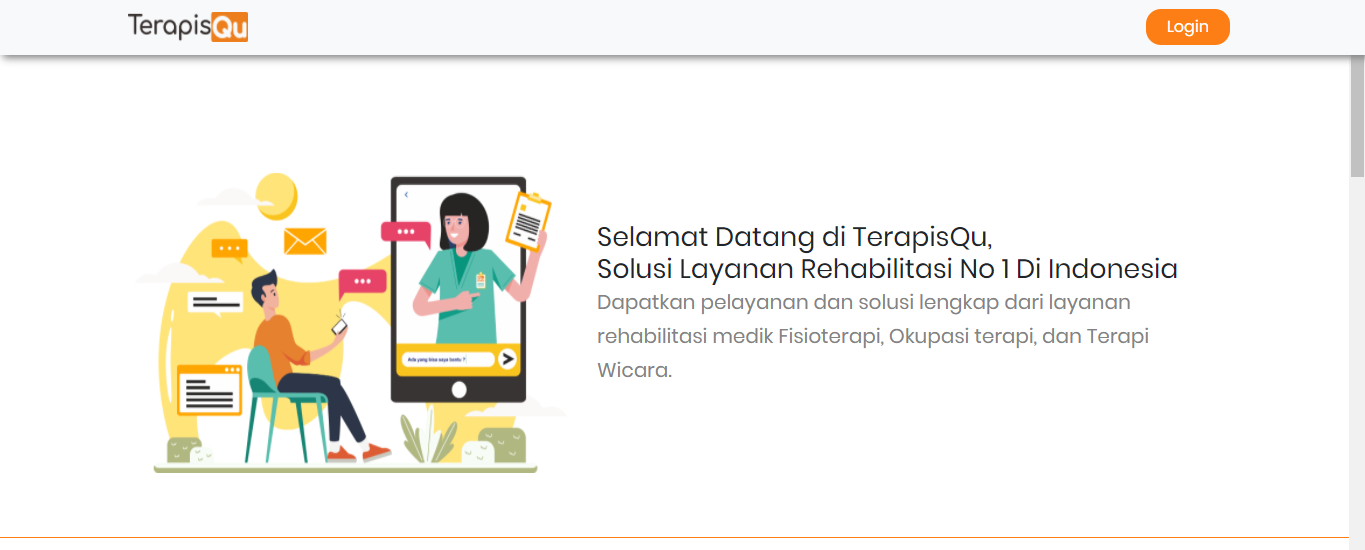 TerapisQu
Login
Selamat Datang di TerapisQu,
Solusi Layanan Rehabilitasi No 1 Di Indonesia
Dapatkan pelayanan dan solusi lengkap dari layanan
rehabilitasi medik Fisioterapi, Okupasi terapi, dan Terapi
Wicara.
Ada yang bisa saya bantu ?